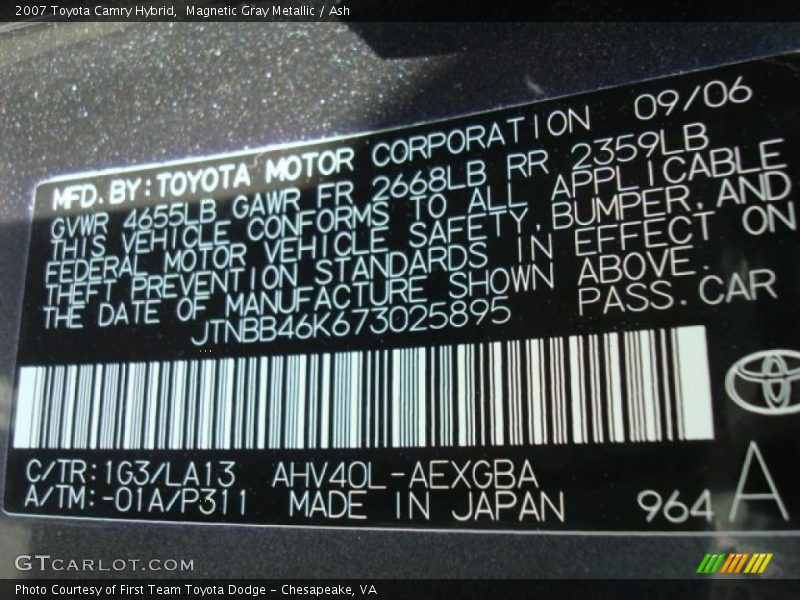 2007 Toyota Camry Hybrid,  Magnetic Gray Metallic / Ash
MFD. BY: TOYOTA MOTOR CORPORATION 09/06
GVWR 4655LB GAWR FR 2668LB RR 2359LB
THIS VEHICLE CONFORMS TO ALL APPLICABLE
FEDERAL MOTOR VEHICLE SAFETY, BUMPER, AND
THEFT PREVENTION STANDARDS IN EFFECT ON
THE DATE OF MANUFACTURE SHOWN ABOVE.
JTNBB46K673025895 PASS. CAR
C/TR: 1G3/LA13 AHV40L-AEXGBA
A/TM: -01A/P311 MADE IN JAPAN 964 A
GTCARLOT.COM
Photo Courtesy of First Team Toyota Dodge - Chesapeake, VA